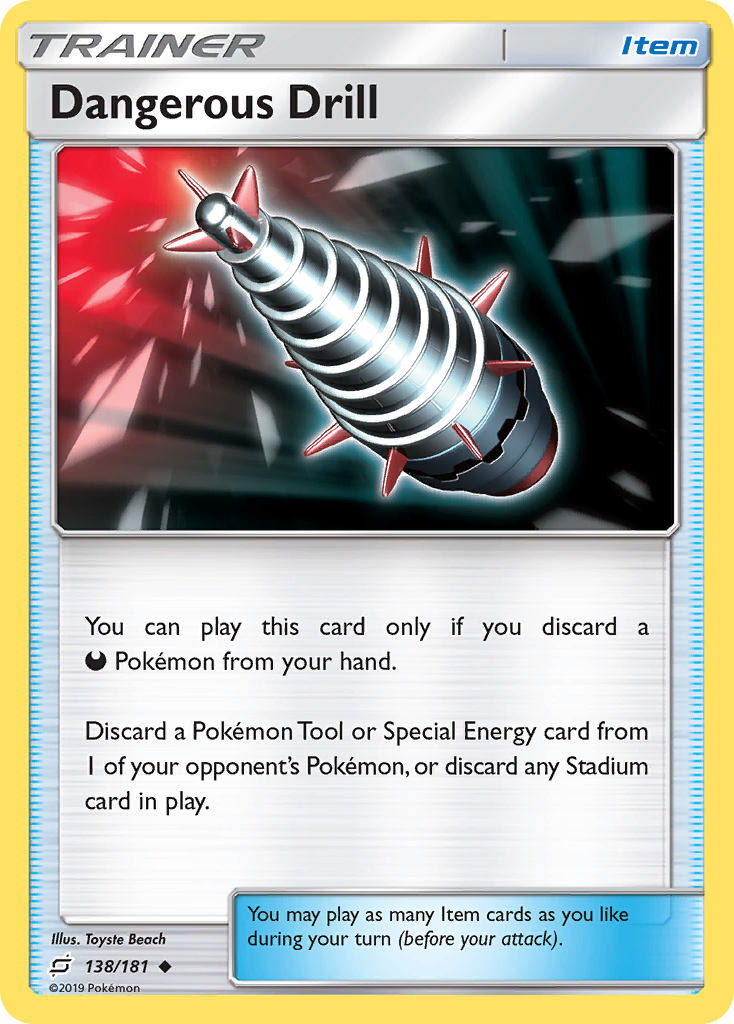 TRAINER
Item
Dangerous Drill
You can play this card only if you discard a
Pokémon from your hand.
Discard a Pokémon Tool or Special Energy card from
1 of your opponent's Pokémon, or discard any Stadium
card in play.
You may play as many Item cards as you like
during your turn (before your attack).
Illus. Toyste Beach
138/181
©2019 Pokémon